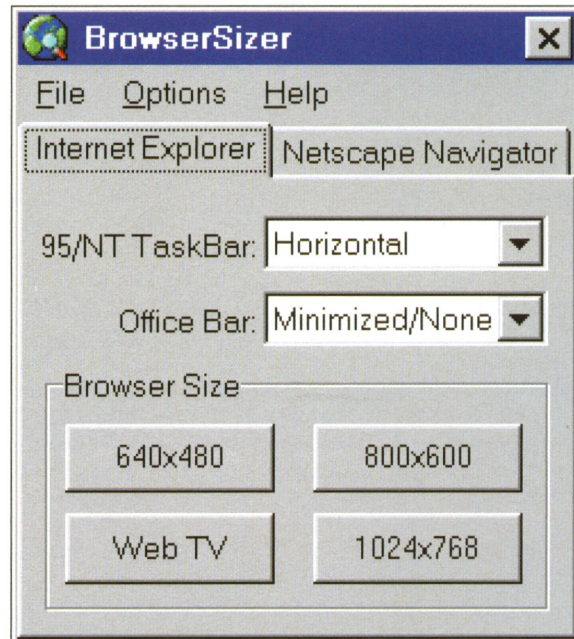 BrowserSizer
File Options Help
Internet Explorer Netscape Navigator
95/NT TaskBar: Horizontal
Office Bar: Minimized/None
Browser Size
640x480 800x600
Web TV 1024x768